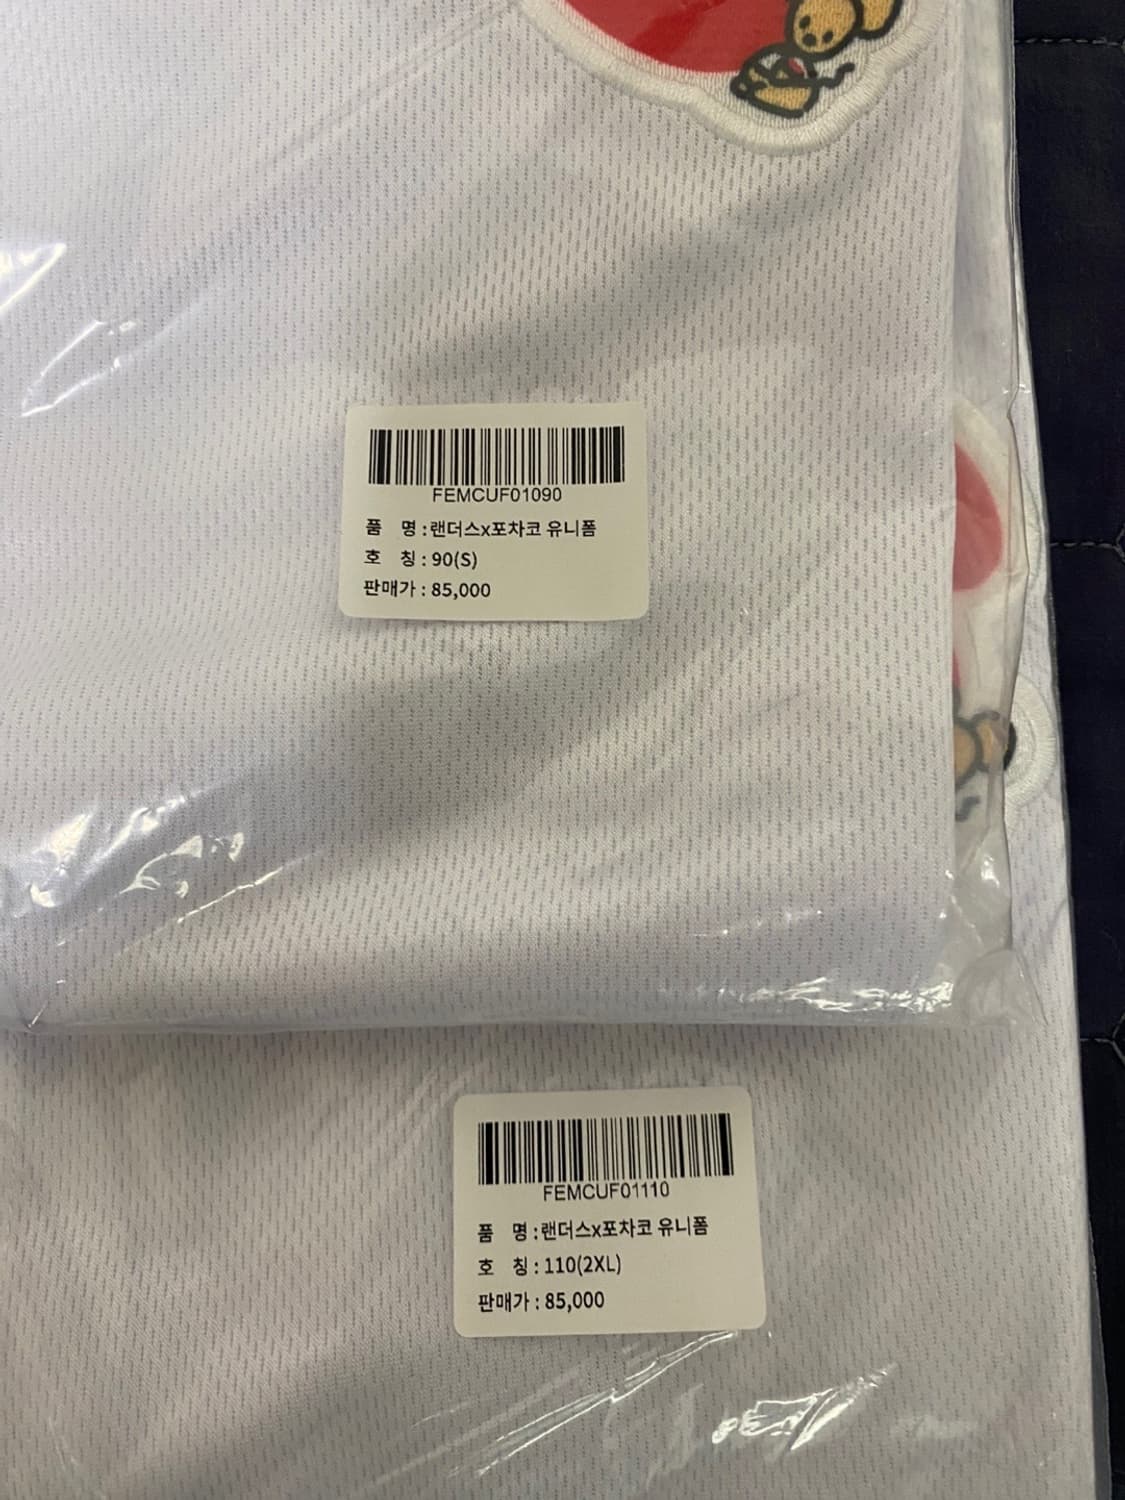 FEMCUF01090
품 명 : 랜더스x포차코 유니폼
호 칭 : 90(S)
판매가 : 85,000
FEMCUF01110
품 명 : 랜더스x포차코 유니폼
호 칭 : 110(2XL)
판매가 : 85,000